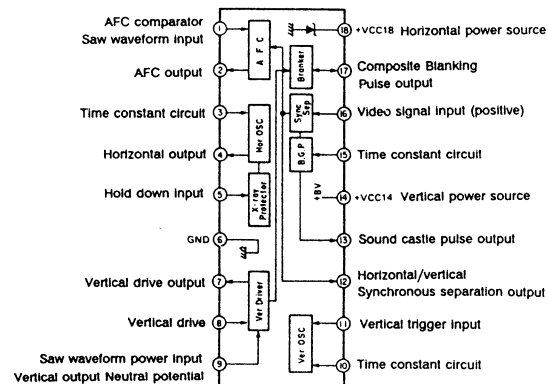 AFC comparator
Saw waveform input
1
AFC output
2
Time constant circuit
3
Horizontal output
4
Hold down input
5
GND
6
Vertical drive output
7
Vertical drive
8
Saw waveform power input
Vertical output Neutral potential
9
AFC
Hor OSC
X-ray
Protector
Ver Driver
Branker
Sync
Sep
B.G.P
+BV
Ver OSC
18
+VCC18 Horizontal power source
17
Composite Blanking
Pulse output
16
Video signal input (positive)
15
Time constant circuit
14
+VCC14 Vertical power source
13
Sound castle pulse output
12
Horizontal/vertical
Synchronous separation output
11
Vertical trigger input
10
Time constant circuit